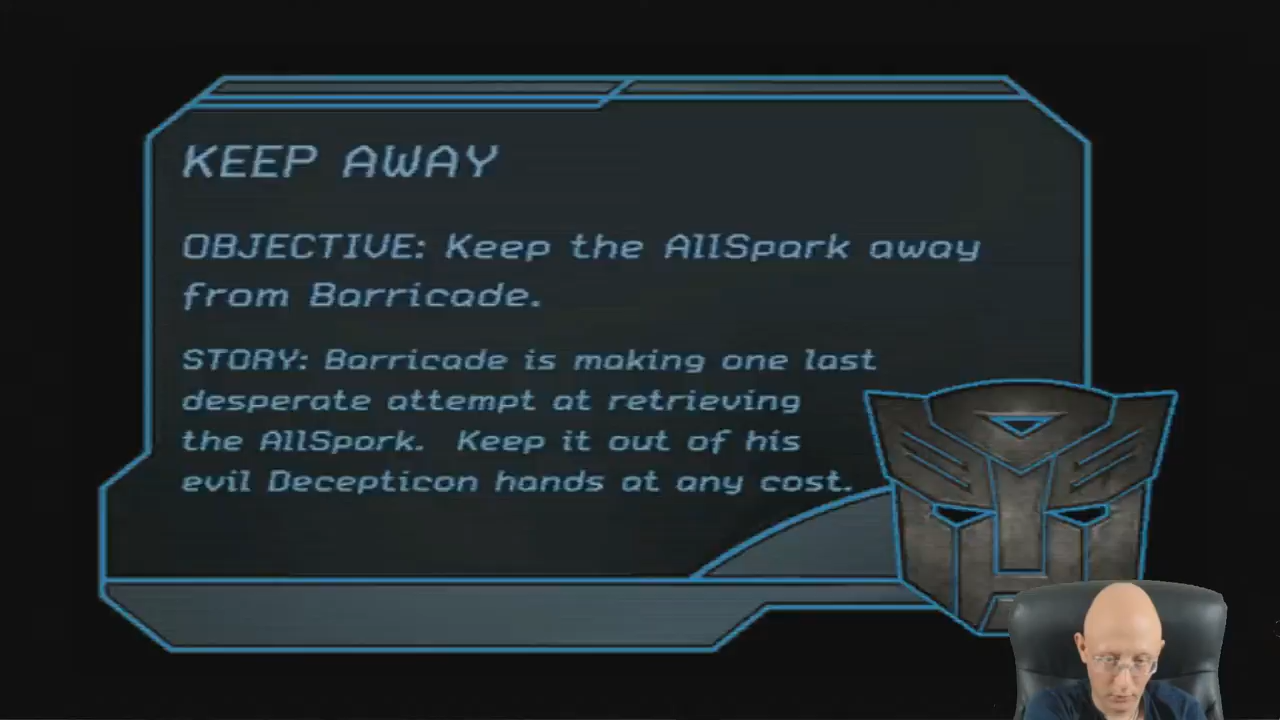 KEEP AWAY
OBJECTIVE: Keep the AllSpark away
from Barricade.
STORY: Barricade is making one last
desperate attempt at retrieving
the AllSpark. Keep it out of his
evil Decepticon hands at any cost.